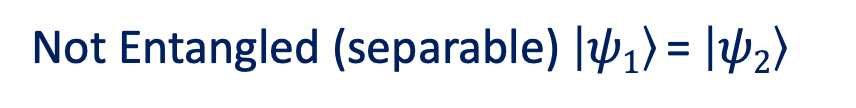 Not Entangled (separable) |ψ₁⟩ = |ψ₂⟩